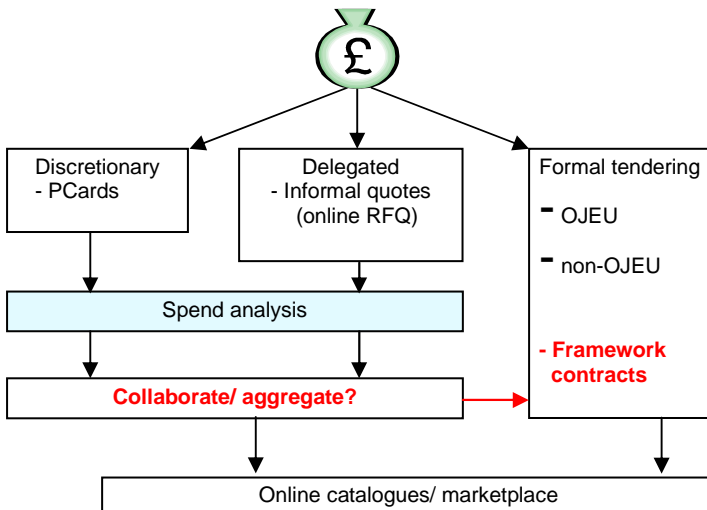 £
Discretionary
- PCards
Delegated
- Informal quotes
(online RFQ)
Formal tendering
- OJEU
- non-OJEU
- Framework
contracts
Spend analysis
Collaborate/ aggregate?
Online catalogues/ marketplace